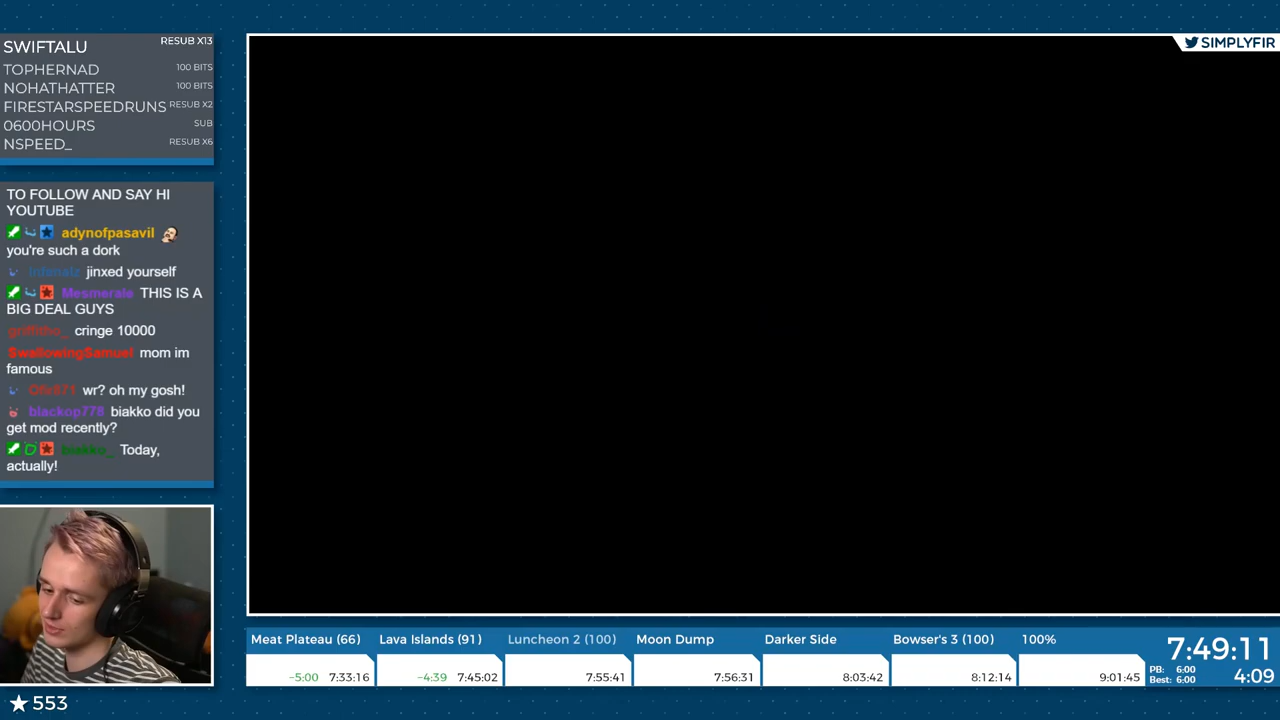 SWIFTALU RESUB X13
TOPHERNAD 100 BITS
NOHATHATTER 100 BITS
FIRESTARSPEEDRUNS RESUB X2
0600HOURS SUB
NSPEED_ RESUB X6
TO FOLLOW AND SAY HI
YOUTUBE
adynofpasavil
you're such a dork
jinxed yourself
Mesmerale THIS IS A
BIG DEAL GUYS
griffitho_ cringe 10000
SwallowingSamuel mom im
famous
wr? oh my gosh!
blackop778 biakko did you
get mod recently?
biakko_ Today,
actually!
SIMPLYFIR
Meat Plateau (66) Lava Islands (91) Luncheon 2 (100) Moon Dump Darker Side Bowser's 3 (100) 100%
-5:00 7:33:16 -4:39 7:45:02 7:55:41 7:56:31 8:03:42 8:12:14 9:01:45
7:49:11
PB: 6:00
Best: 6:00
4:09
553